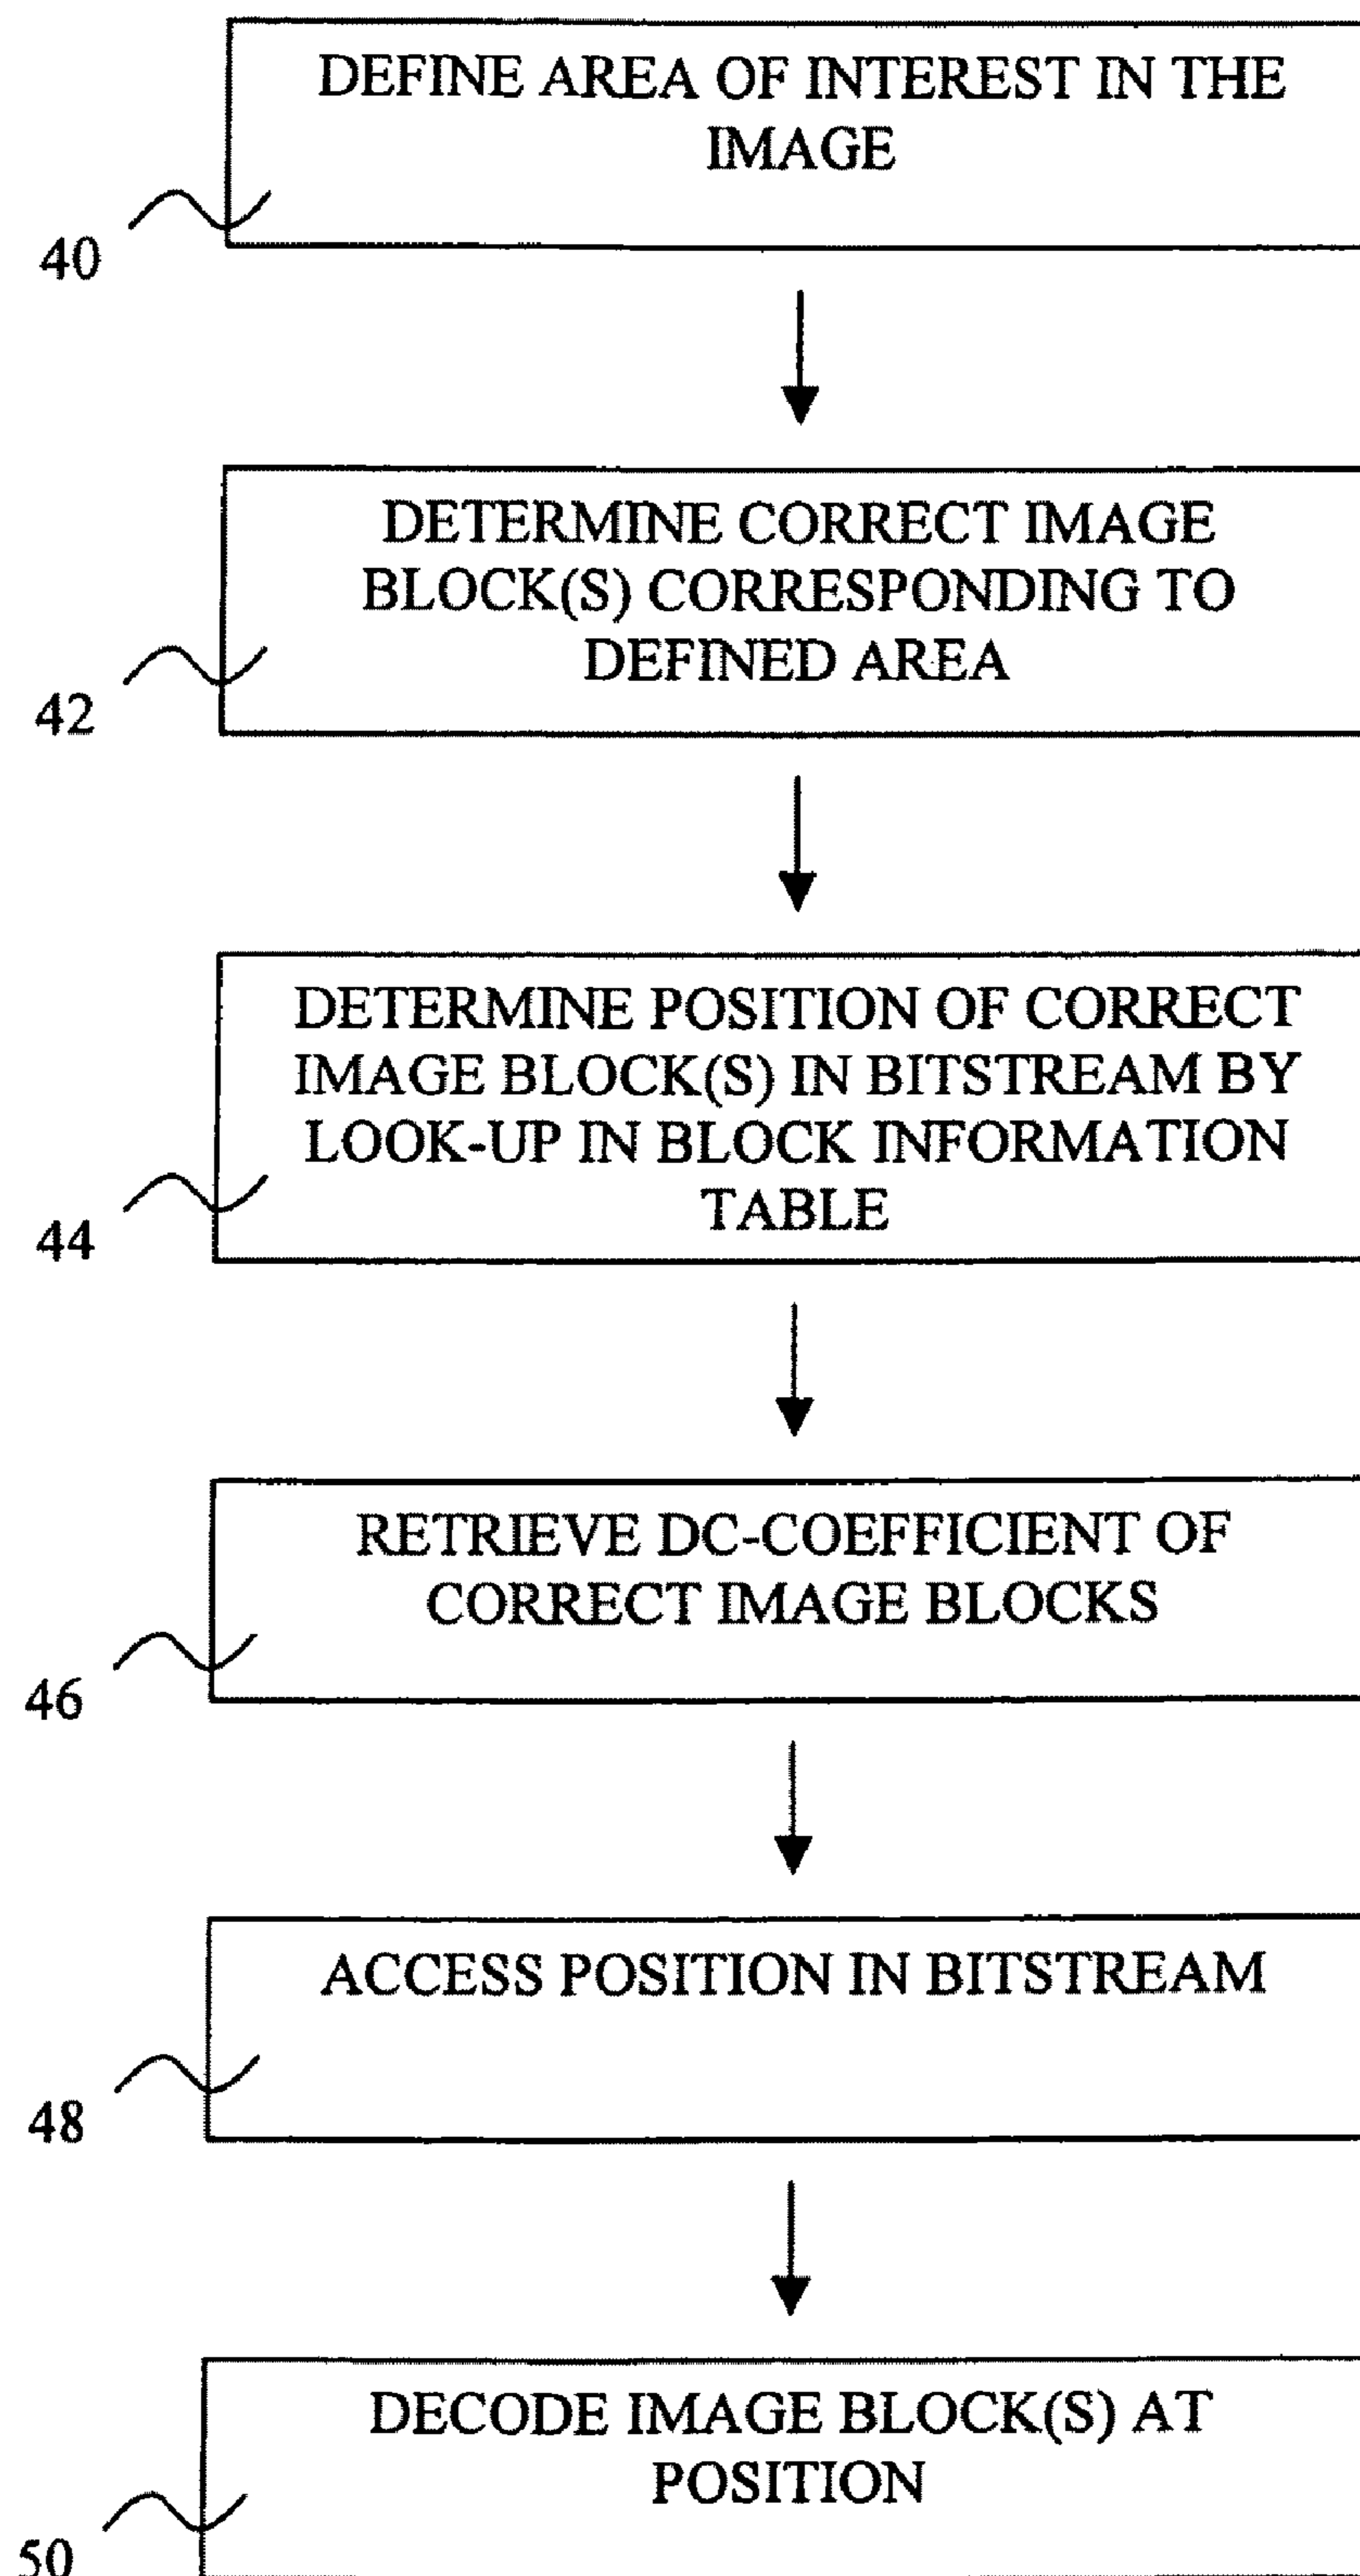 DEFINE AREA OF INTEREST IN THE
IMAGE
40
DETERMINE CORRECT IMAGE
BLOCK(S) CORRESPONDING TO
DEFINED AREA
42
DETERMINE POSITION OF CORRECT
IMAGE BLOCK(S) IN BITSTREAM BY
LOOK-UP IN BLOCK INFORMATION
TABLE
44
RETRIEVE DC-COEFFICIENT OF
CORRECT IMAGE BLOCKS
46
ACCESS POSITION IN BITSTREAM
48
DECODE IMAGE BLOCK(S) AT
POSITION
50